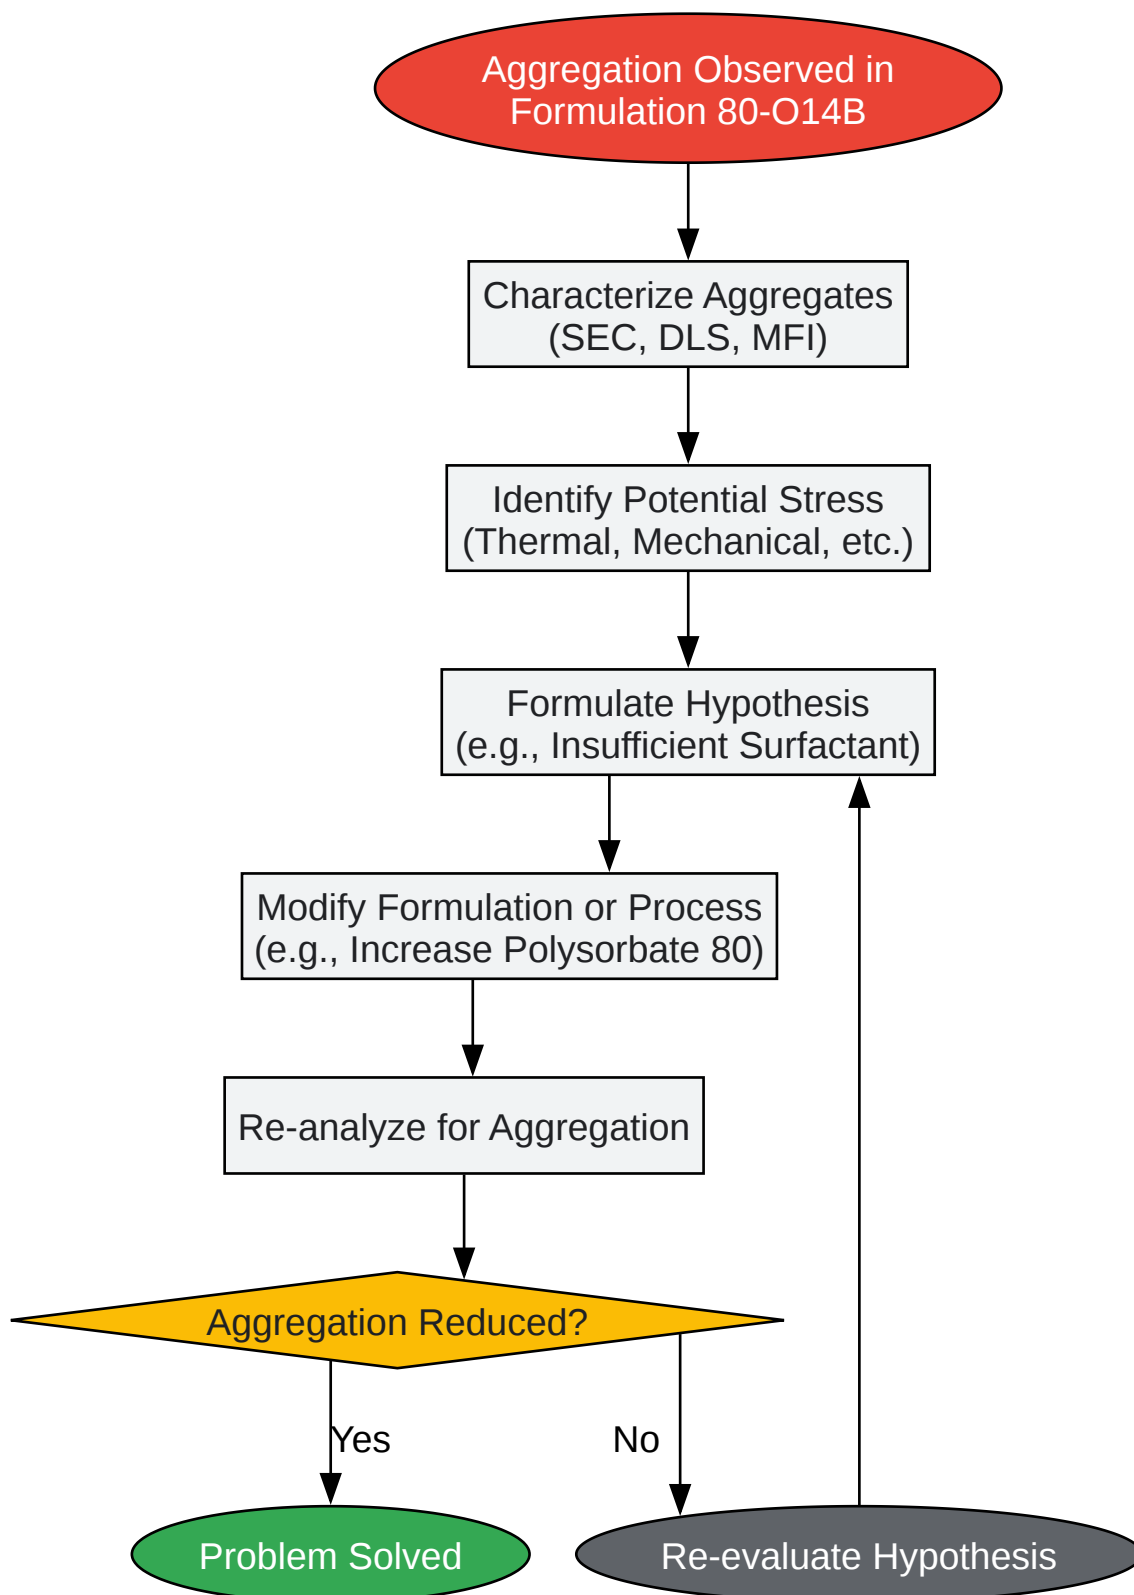 Aggregation Observed in
Formulation 80-O14B
Characterize Aggregates
(SEC, DLS, MFI)
Identify Potential Stress
(Thermal, Mechanical, etc.)
Formulate Hypothesis
(e.g., Insufficient Surfactant)
Modify Formulation or Process
(e.g., Increase Polysorbate 80)
Re-analyze for Aggregation
Aggregation Reduced?
Yes
No
Problem Solved
Re-evaluate Hypothesis